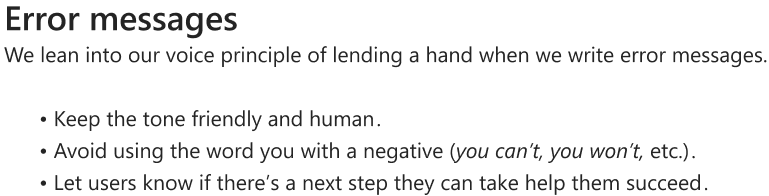 Error messages
We lean into our voice principle of lending a hand when we write error messages.
• Keep the tone friendly and human.
• Avoid using the word you with a negative (you can’t, you won’t, etc.).
• Let users know if there’s a next step they can take help them succeed.